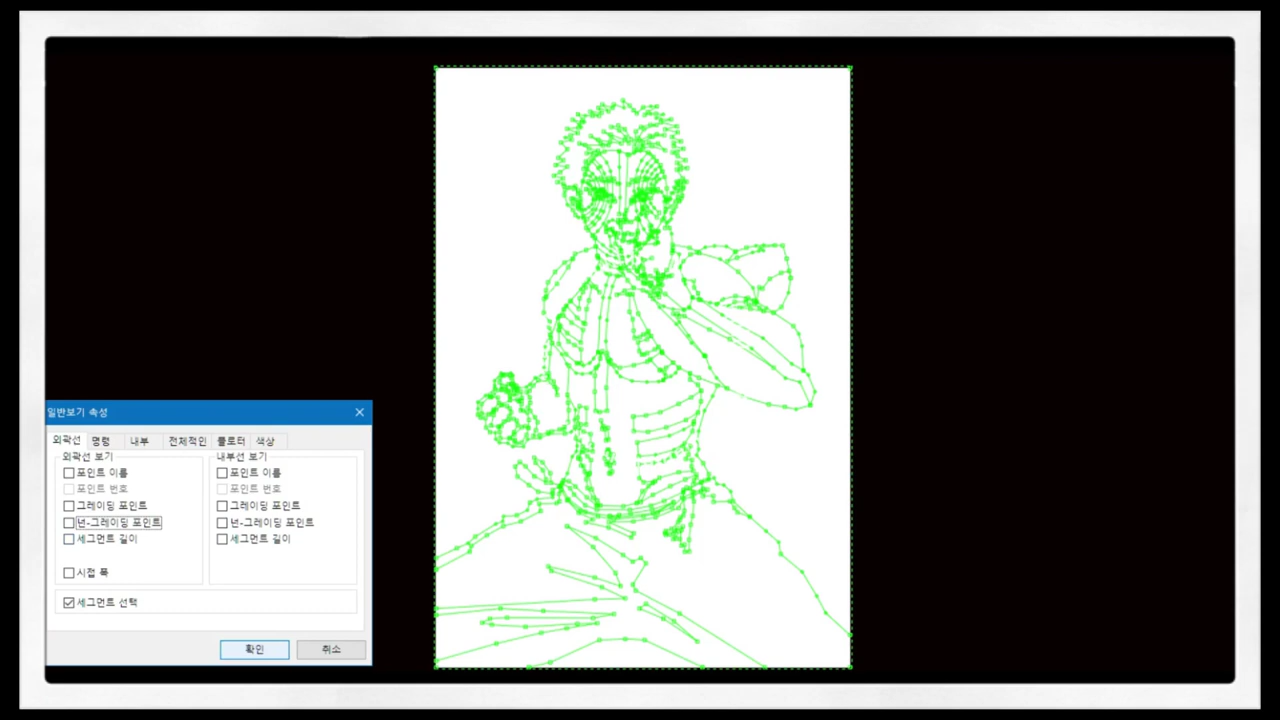 일반보기 속성
외곽선 명령 내부 전체적인 플로터 색상
외곽선 보기
포인트 이름
포인트 번호
그레이딩 포인트
넌-그레이딩 포인트
세그먼트 길이
시접 폭
내부선 보기
포인트 이름
포인트 번호
그레이딩 포인트
넌-그레이딩 포인트
세그먼트 길이
세그먼트 선택
확인 취소